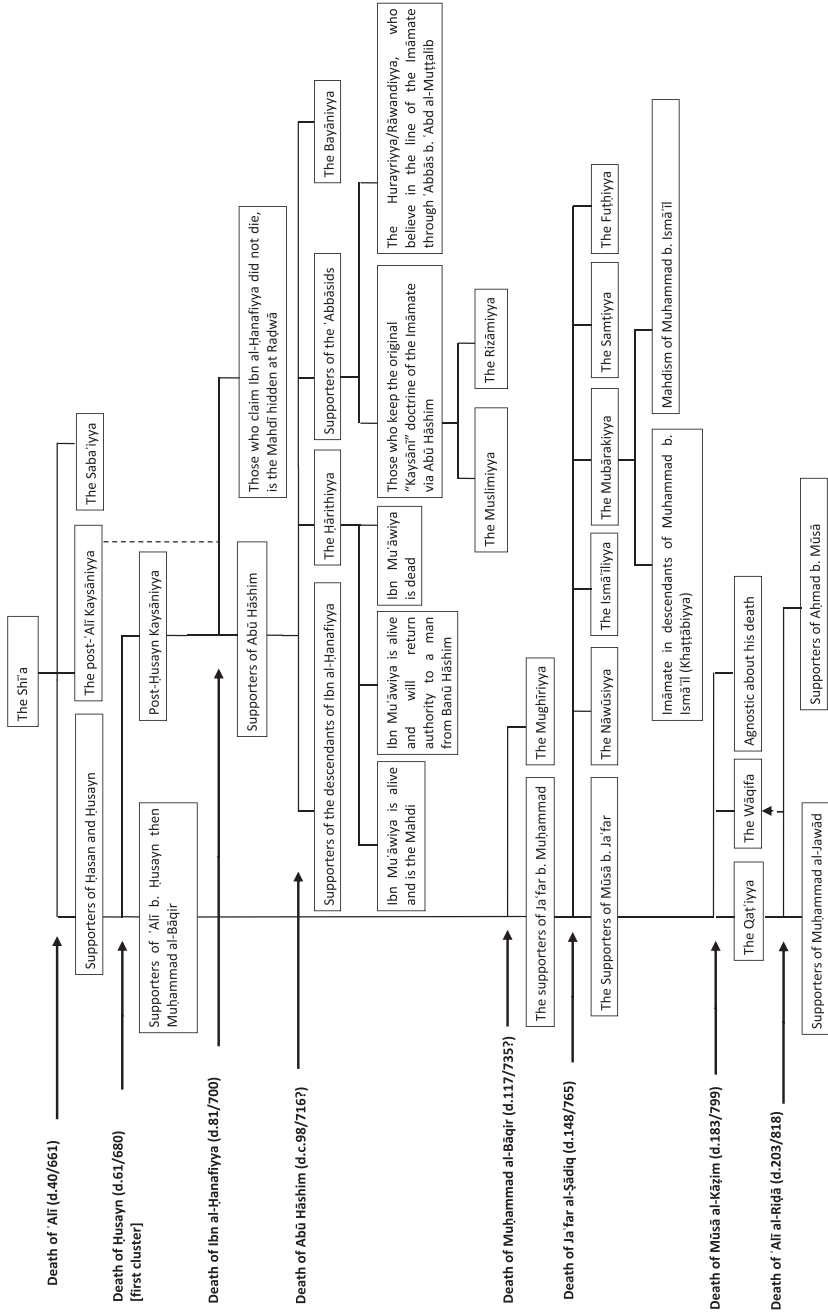 The Shīʿa
Death of ʿAlī (d.40/661)
Supporters of Ḥasan and Ḥusayn
The post-ʿAlī Kaysāniyya
The Sabaʾiyya
Death of Ḥusayn (d.61/680)
[first cluster]
Supporters of ʿAlī b. Ḥusayn then
Muḥammad al-Bāqir
Post-Ḥusayn Kaysāniyya
Death of Ibn al-Ḥanafiyya (d.81/700)
Supporters of Abū Hāshim
Those who claim Ibn al-Ḥanafiyya did not die,
is the Mahdī hidden at Raḍwā
Death of Abū Hāshim (d.c.98/716?)
Supporters of the descendants of Ibn al-Ḥanafiyya
The Ḥārithiyya
Supporters of the ʿAbbāsids
The Bayāniyya
Ibn Muʿāwiya is alive
and is the Mahdi
Ibn Muʿāwiya is alive
and will return
authority to a man
from Banū Hāshim
Ibn Muʿāwiya
is dead
Those who keep the original
“Kaysānī” doctrine of the Imāmate
via Abū Hāshim
The Hurayriyya/Rāwandiyya, who
believe in the line of the Imāmate
through ʿAbbās b. ʿAbd al-Muṭṭalib
The Muslimiyya
The Rizāmiyya
Death of Muḥammad al-Bāqir (d.117/735?)
The supporters of Jaʿfar b. Muḥammad
The Mughīriyya
Death of Jaʿfar al-Ṣādiq (d.148/765)
The Supporters of Mūsā b. Jaʿfar
The Nāwūsiyya
The Ismāʿīliyya
The Mubārakiyya
The Samṭiyya
The Fuṭḥiyya
Imāmate in descendants of Muhammad b.
Ismāʿīl (Khaṭṭābiyya)
Mahdism of Muhammad b. Ismāʿīl
Death of Mūsā al-Kāẓim (d.183/799)
The Qaṭʿiyya
The Wāqifa
Agnostic about his death
Death of ʿAlī al-Riḍā (d.203/818)
Supporters of Muḥammad al-Jawād
Supporters of Aḥmad b. Mūsā